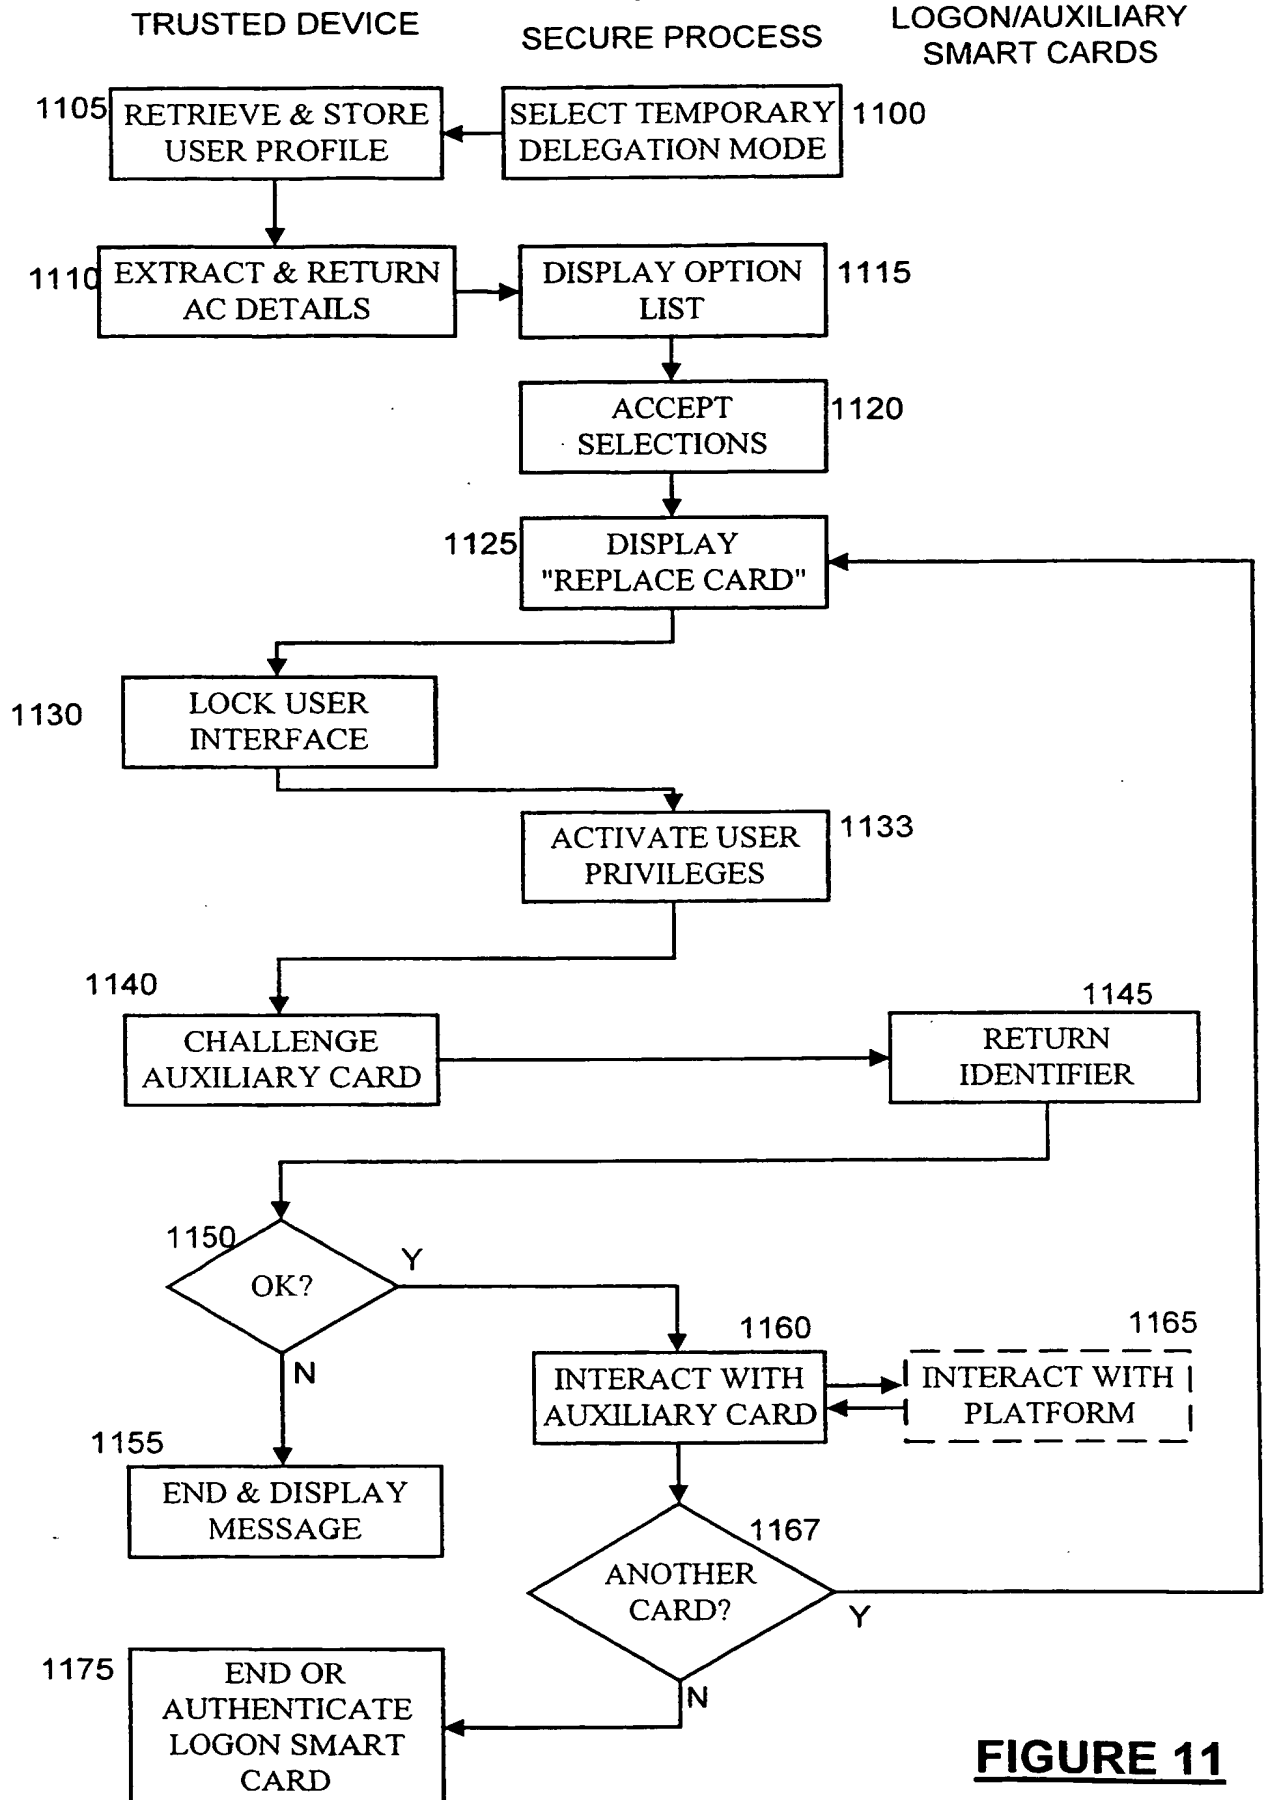 TRUSTED DEVICE
SECURE PROCESS
LOGON/AUXILIARY
SMART CARDS
1105
RETRIEVE & STORE
USER PROFILE
SELECT TEMPORARY
DELEGATION MODE
1100
1110
EXTRACT & RETURN
AC DETAILS
DISPLAY OPTION
LIST
1115
ACCEPT
SELECTIONS
1120
1125
DISPLAY
"REPLACE CARD"
1130
LOCK USER
INTERFACE
ACTIVATE USER
PRIVILEGES
1133
1140
CHALLENGE
AUXILIARY CARD
1145
RETURN
IDENTIFIER
1150
OK?
Y
N
1160
INTERACT WITH
AUXILIARY CARD
1165
INTERACT WITH
PLATFORM
1155
END & DISPLAY
MESSAGE
1167
ANOTHER
CARD?
Y
N
1175
END OR
AUTHENTICATE
LOGON SMART
CARD
FIGURE 11